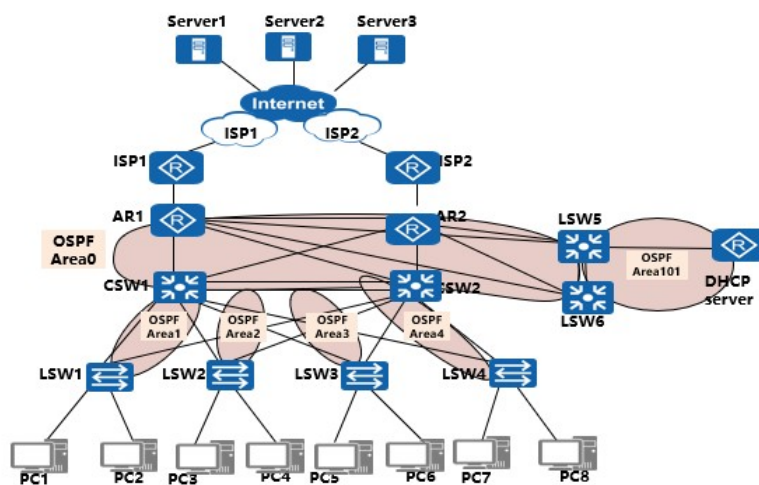 Server1
Server2
Server3
Internet
ISP1
ISP2
ISP1
ISP2
AR1
AR2
LSW5
OSPF
Area0
OSPF
Area101
DHCP
server
CSW1
CSW2
LSW6
OSPF
Area1
OSPF
Area2
OSPF
Area3
OSPF
Area4
LSW1
LSW2
LSW3
LSW4
PC1
PC2
PC3
PC4
PC5
PC6
PC7
PC8
R
R
R
R
R